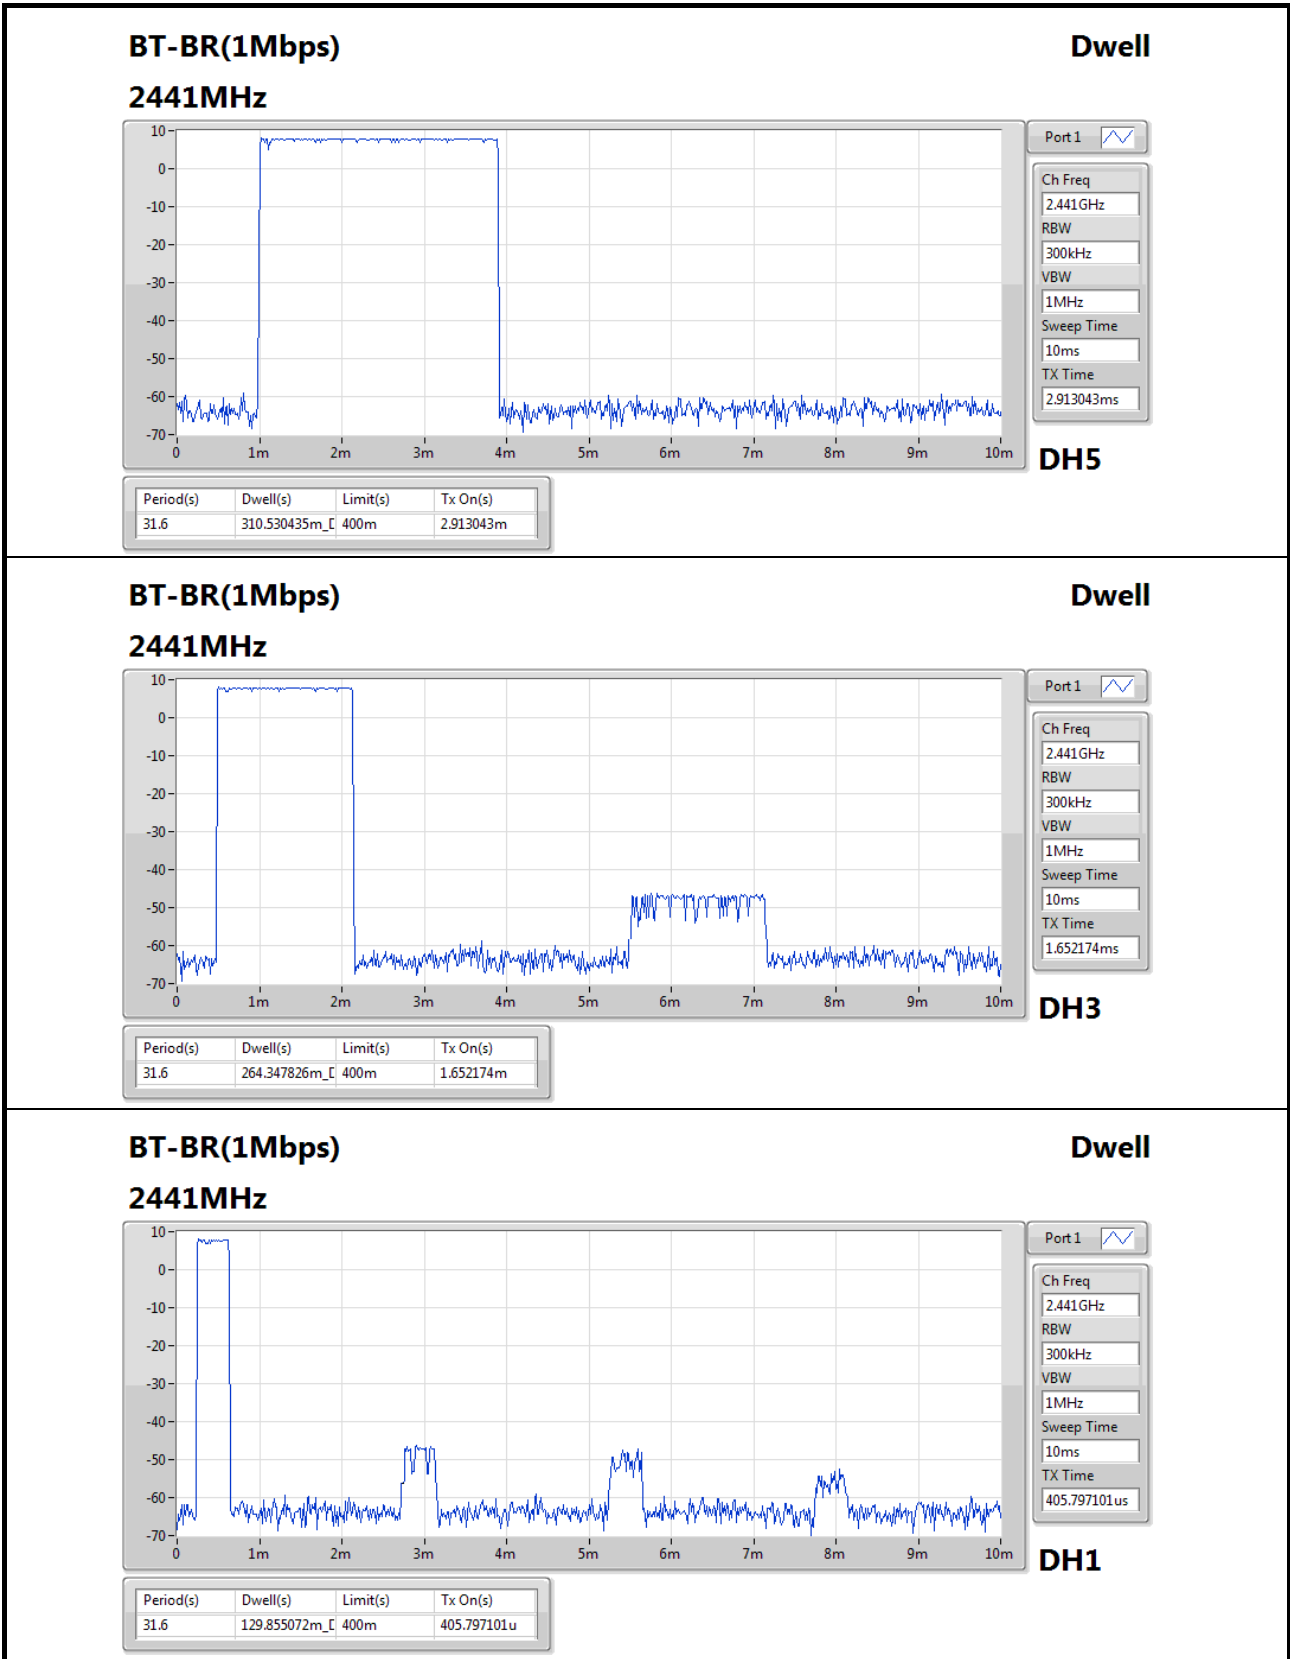 BT-BR(1Mbps) Dwell
2441MHz
Port 1
10
0
-10
-20
-30
-40
-50
-60
-70
0 1m 2m 3m 4m 5m 6m 7m 8m 9m 10m
Ch Freq
2.441GHz
RBW
300kHz
VBW
1MHz
Sweep Time
10ms
TX Time
2.913043ms
DH5
Period(s) Dwell(s) Limit(s) Tx On(s)
31.6 310.530435m_D 400m 2.913043m
BT-BR(1Mbps) Dwell
2441MHz
Port 1
10
0
-10
-20
-30
-40
-50
-60
-70
0 1m 2m 3m 4m 5m 6m 7m 8m 9m 10m
Ch Freq
2.441GHz
RBW
300kHz
VBW
1MHz
Sweep Time
10ms
TX Time
1.652174ms
DH3
Period(s) Dwell(s) Limit(s) Tx On(s)
31.6 264.347826m_D 400m 1.652174m
BT-BR(1Mbps) Dwell
2441MHz
Port 1
10
0
-10
-20
-30
-40
-50
-60
-70
0 1m 2m 3m 4m 5m 6m 7m 8m 9m 10m
Ch Freq
2.441GHz
RBW
300kHz
VBW
1MHz
Sweep Time
10ms
TX Time
405.797101us
DH1
Period(s) Dwell(s) Limit(s) Tx On(s)
31.6 129.855072m_D 400m 405.797101u